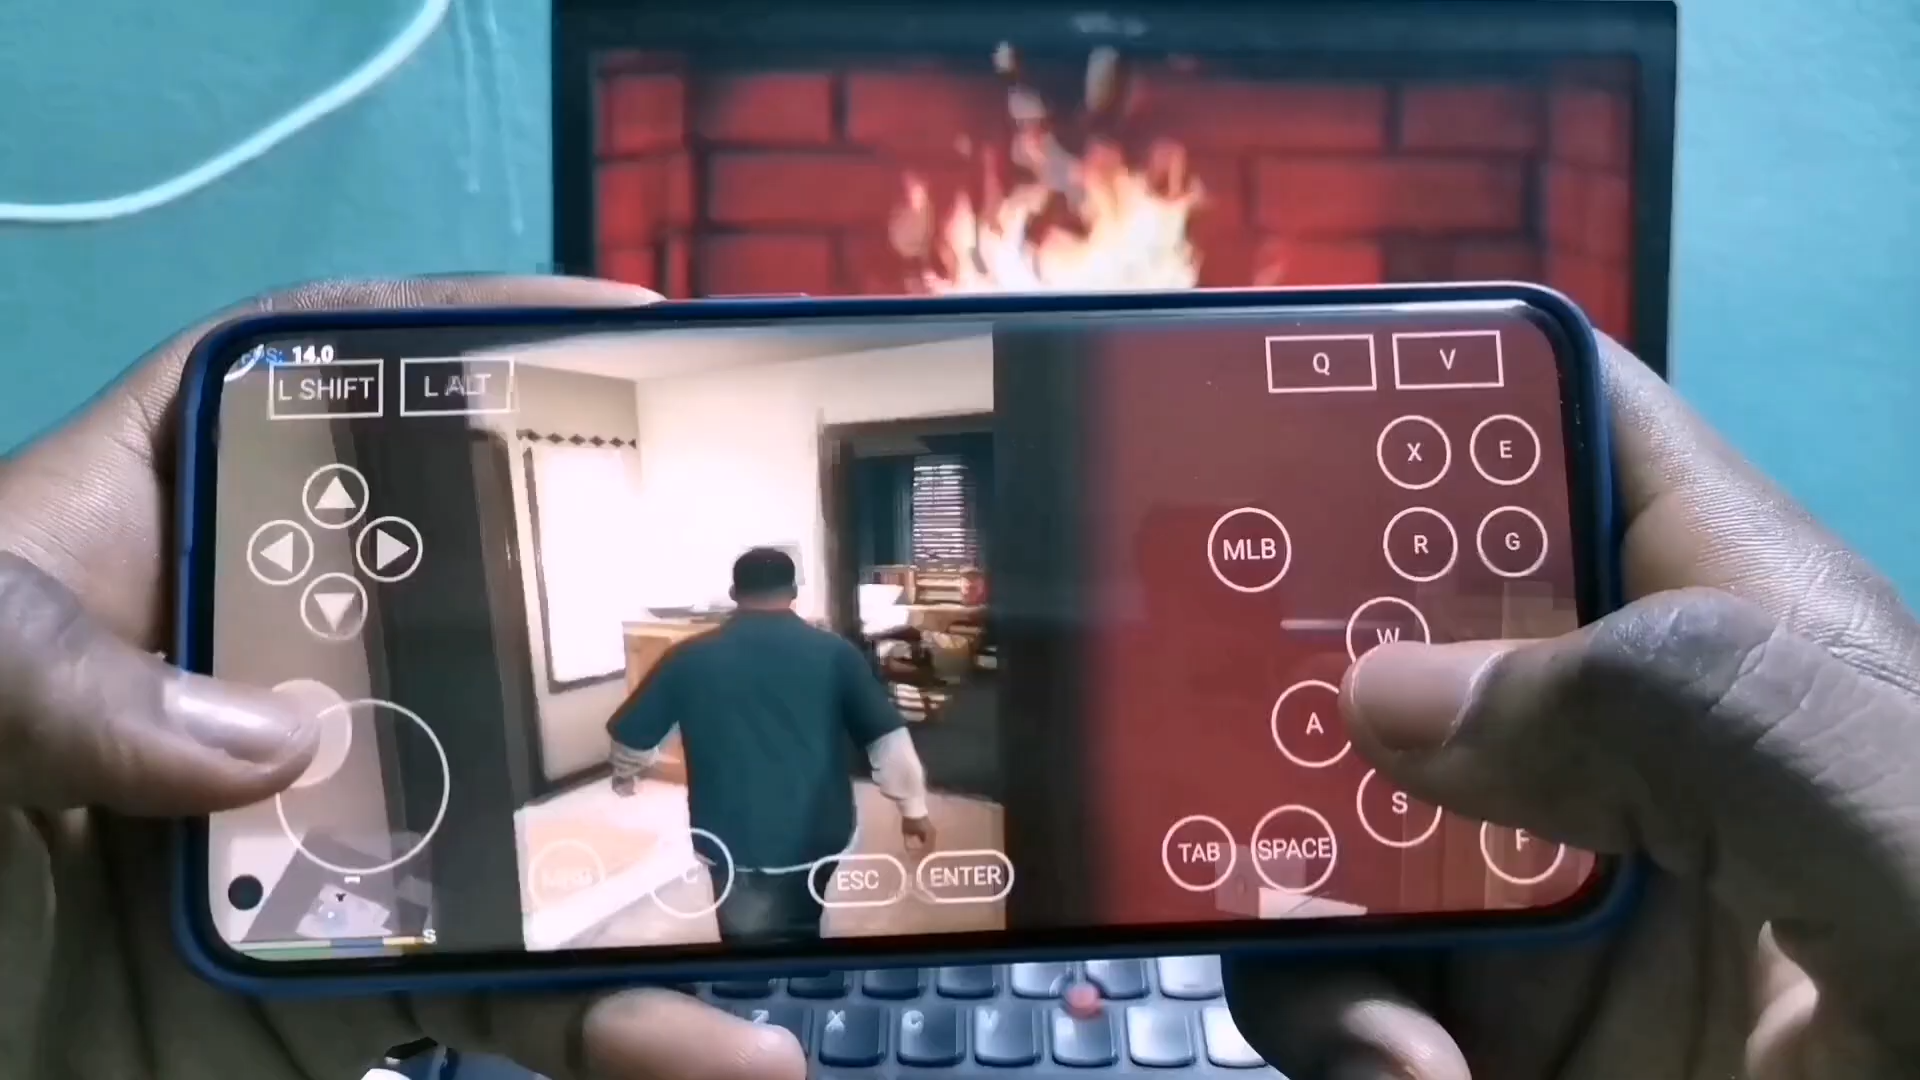 FPS: 14.0
L SHIFT
L ALT
Q
V
X
E
MLB
R
G
W
A
S
TAB
SPACE
F
C
ESC
ENTER
S
Z X C V